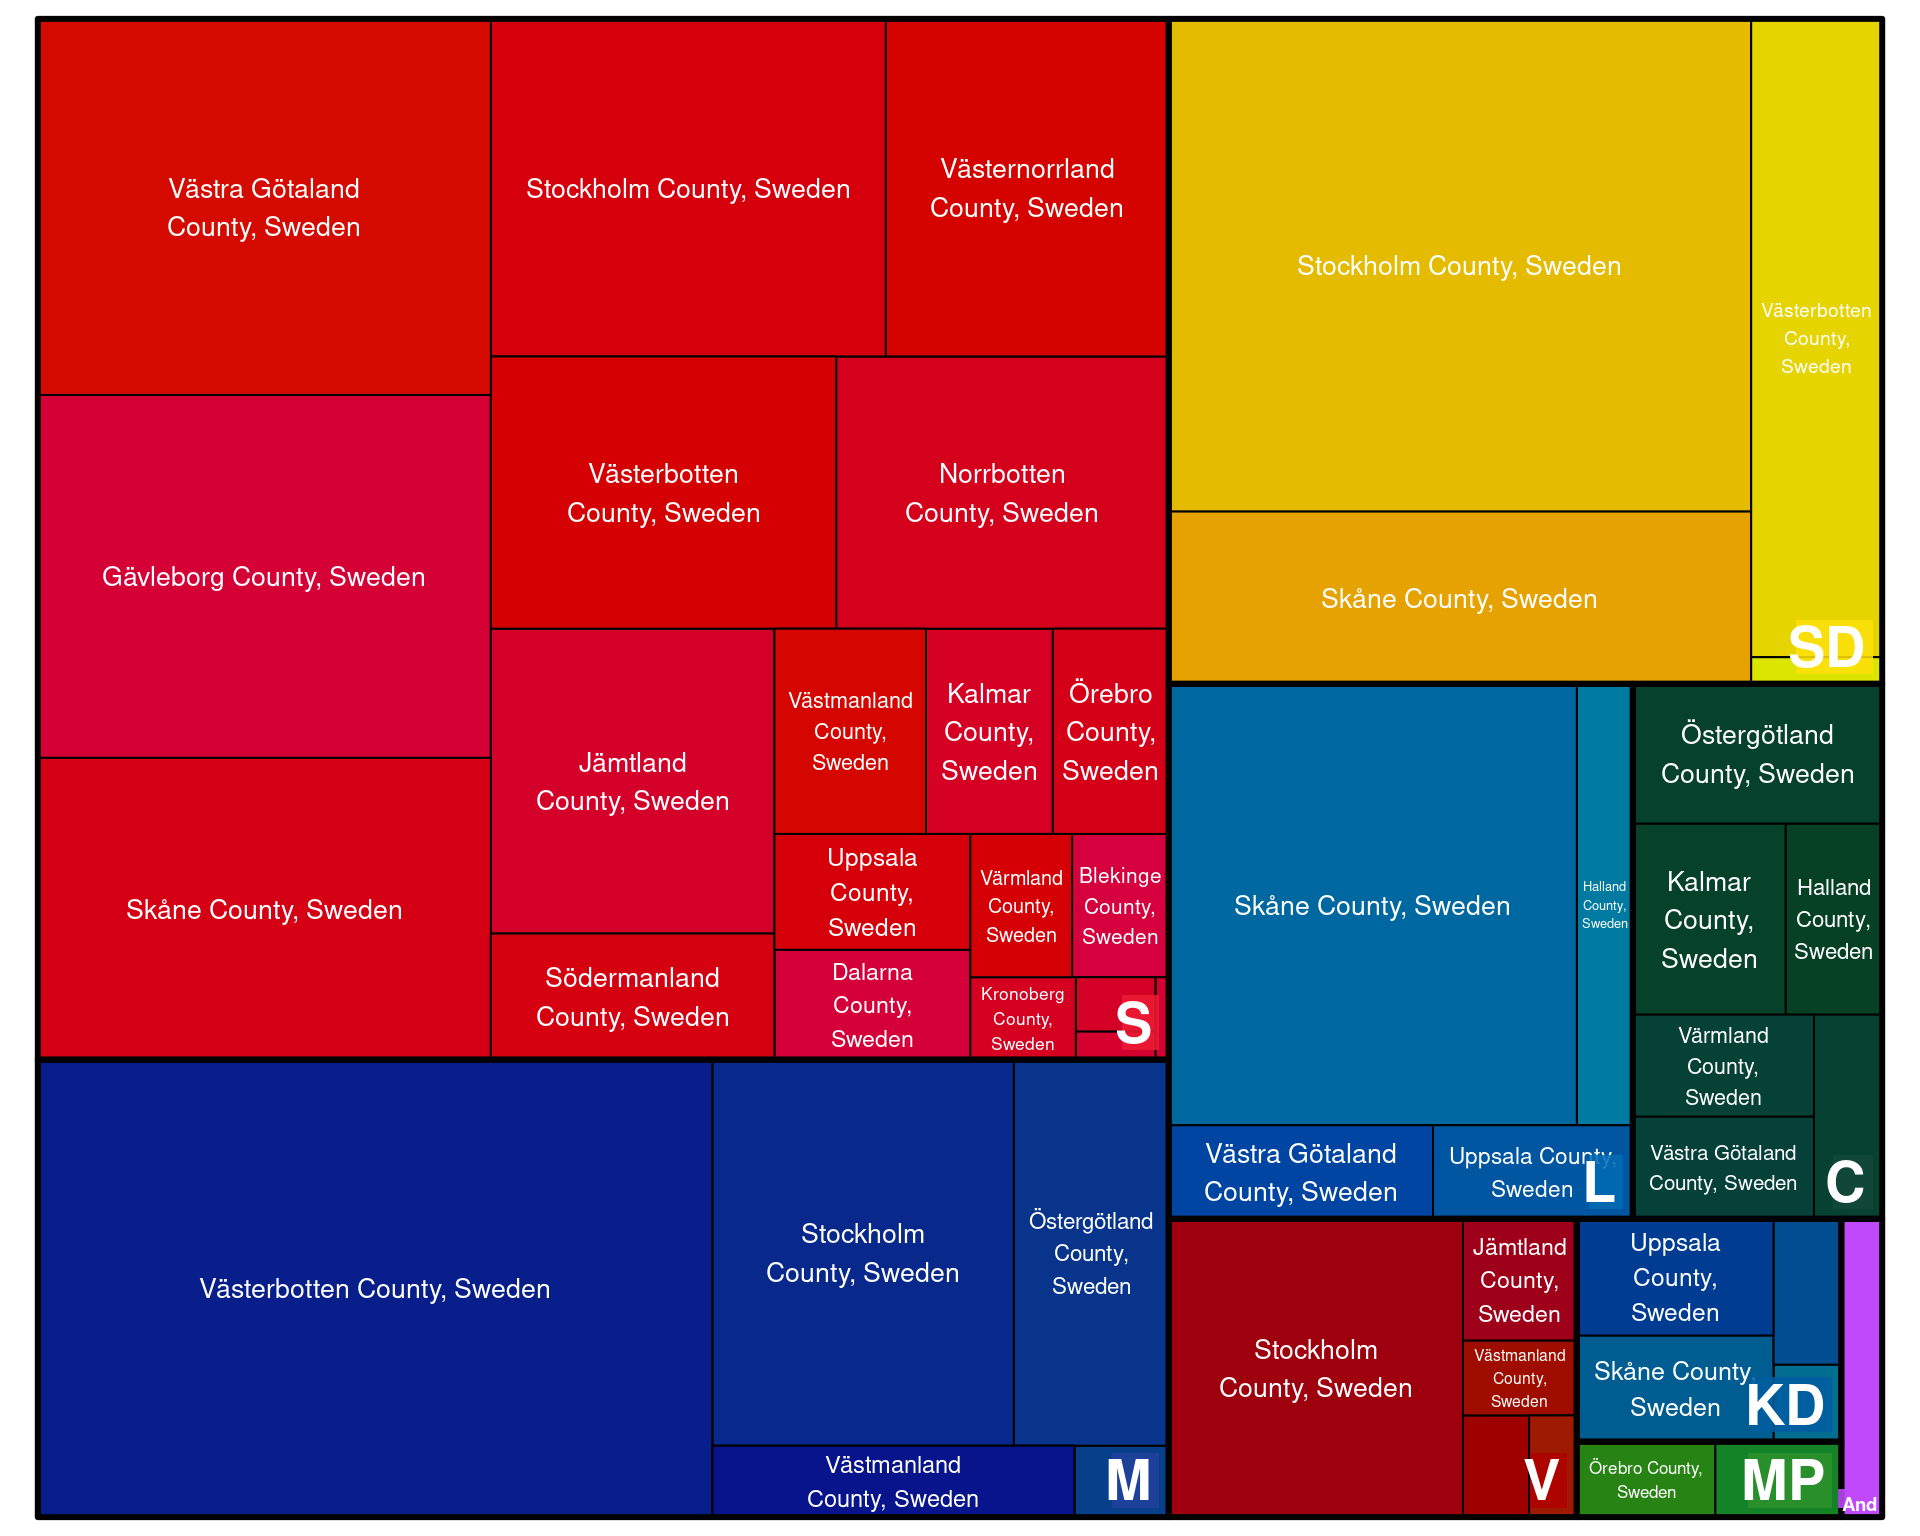 Västra Götaland
County, Sweden
Stockholm County, Sweden
Västernorrland
County, Sweden
Gävleborg County, Sweden
Västerbotten
County, Sweden
Norrbotten
County, Sweden
Skåne County, Sweden
Jämtland
County, Sweden
Västmanland
County,
Sweden
Kalmar
County,
Sweden
Örebro
County,
Sweden
Södermanland
County, Sweden
Uppsala
County,
Sweden
Värmland
County,
Sweden
Blekinge
County,
Sweden
Dalarna
County,
Sweden
Kronoberg
County,
Sweden
S
Västerbotten County, Sweden
Stockholm
County, Sweden
Östergötland
County,
Sweden
Västmanland
County, Sweden
M
Stockholm County, Sweden
Västerbotten
County,
Sweden
Skåne County, Sweden
SD
Skåne County, Sweden
Halland
County,
Sweden
Västra Götaland
County, Sweden
Uppsala County,
Sweden
L
Östergötland
County, Sweden
Kalmar
County,
Sweden
Halland
County,
Sweden
Värmland
County,
Sweden
Västra Götaland
County, Sweden
C
Stockholm
County, Sweden
Jämtland
County,
Sweden
Västmanland
County,
Sweden
V
Uppsala
County,
Sweden
Skåne County,
Sweden
KD
Örebro County,
Sweden
MP
And